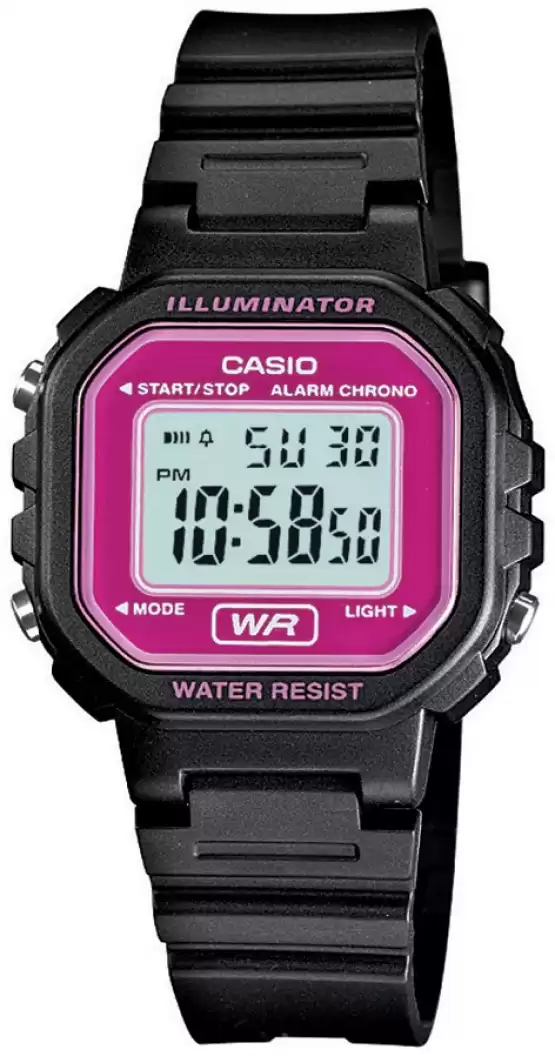 ILLUMINATOR
CASIO
START/STOP ALARM CHRONO
SU 30
PM
10:58 50
MODE LIGHT
WR
WATER RESIST